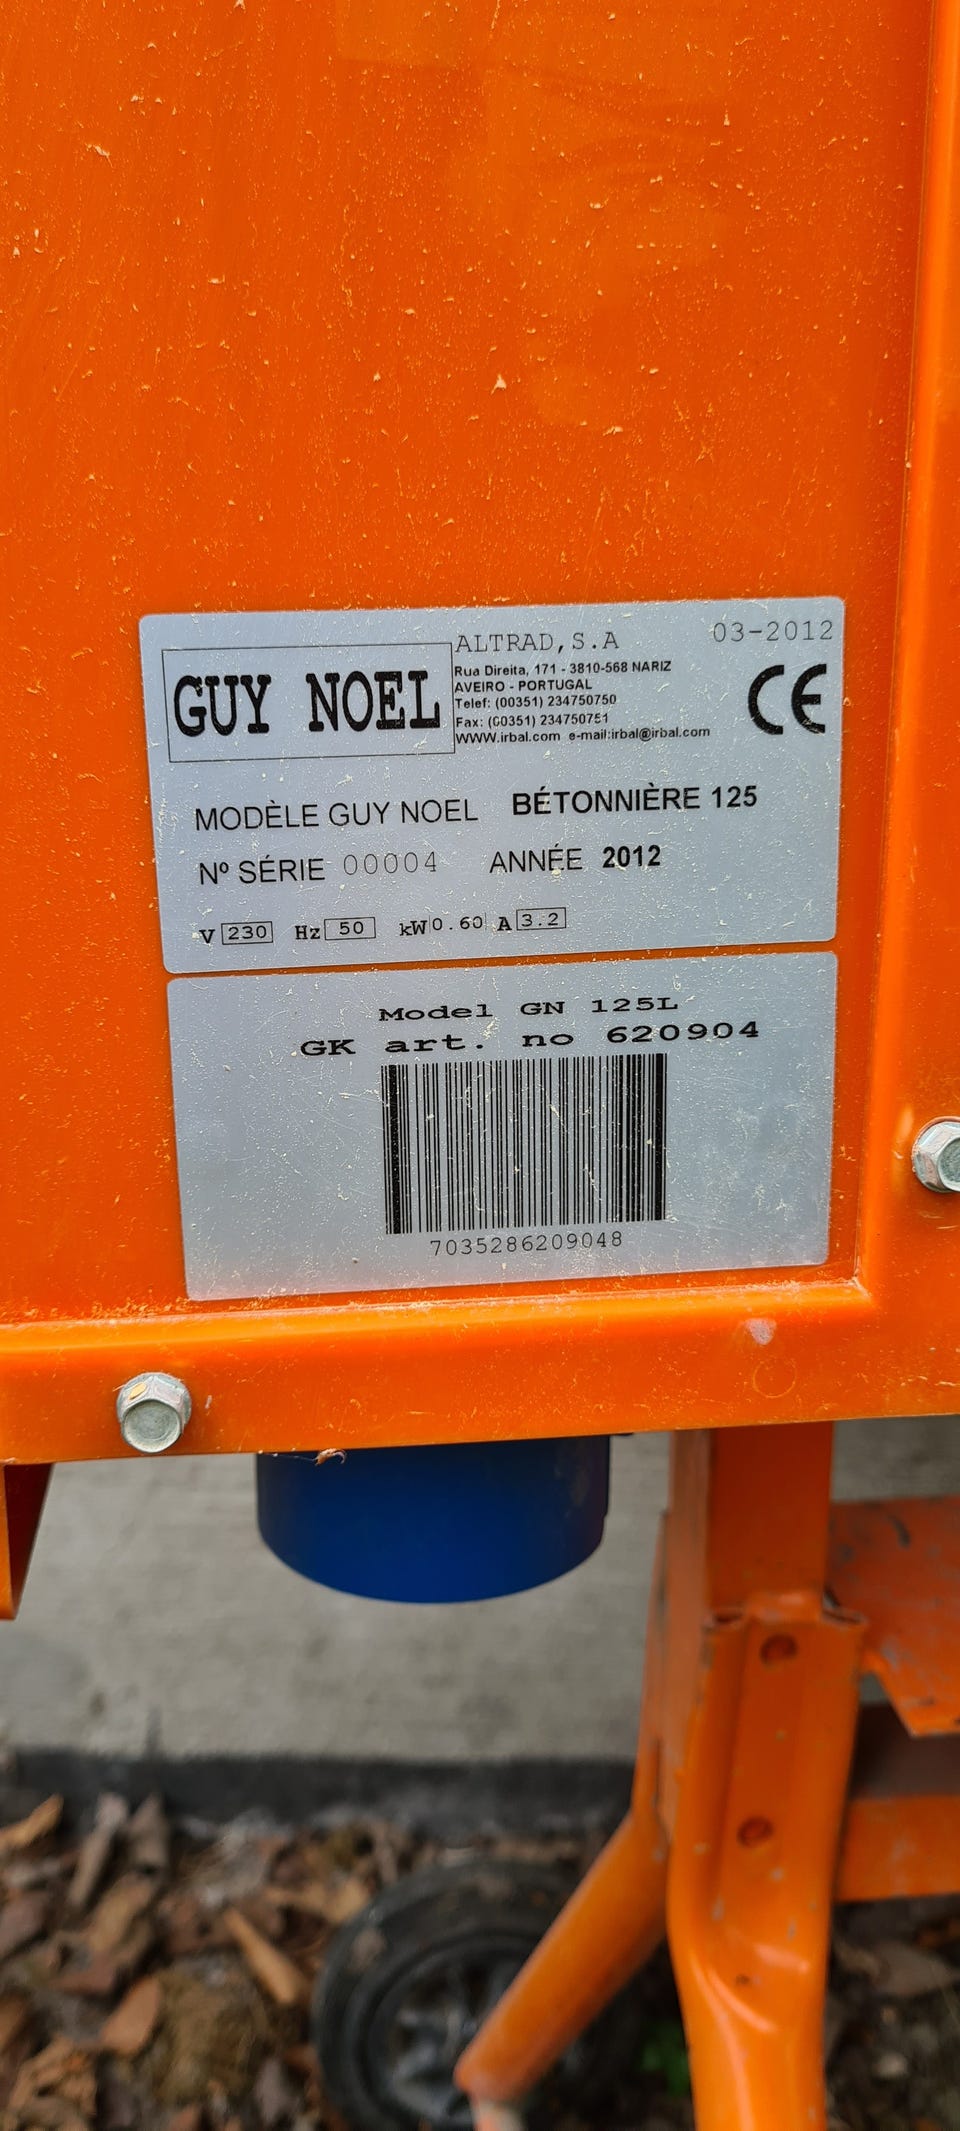 GUY NOEL
ALTRAD,S.A
03-2012
Rua Direita, 171 - 3810-568 NARIZ
AVEIRO - PORTUGAL
Telef: (00351) 234750750
Fax: (00351) 234750751
WWW.irbal.com e-mail:irbal@irbal.com
CE
MODÈLE GUY NOEL BÉTONNIÈRE 125
Nº SÉRIE 00004 ANNÉE 2012
V 230 Hz 50 kW 0.60 A 3.2
Model GN 125L
GK art. no 620904
7035286209048